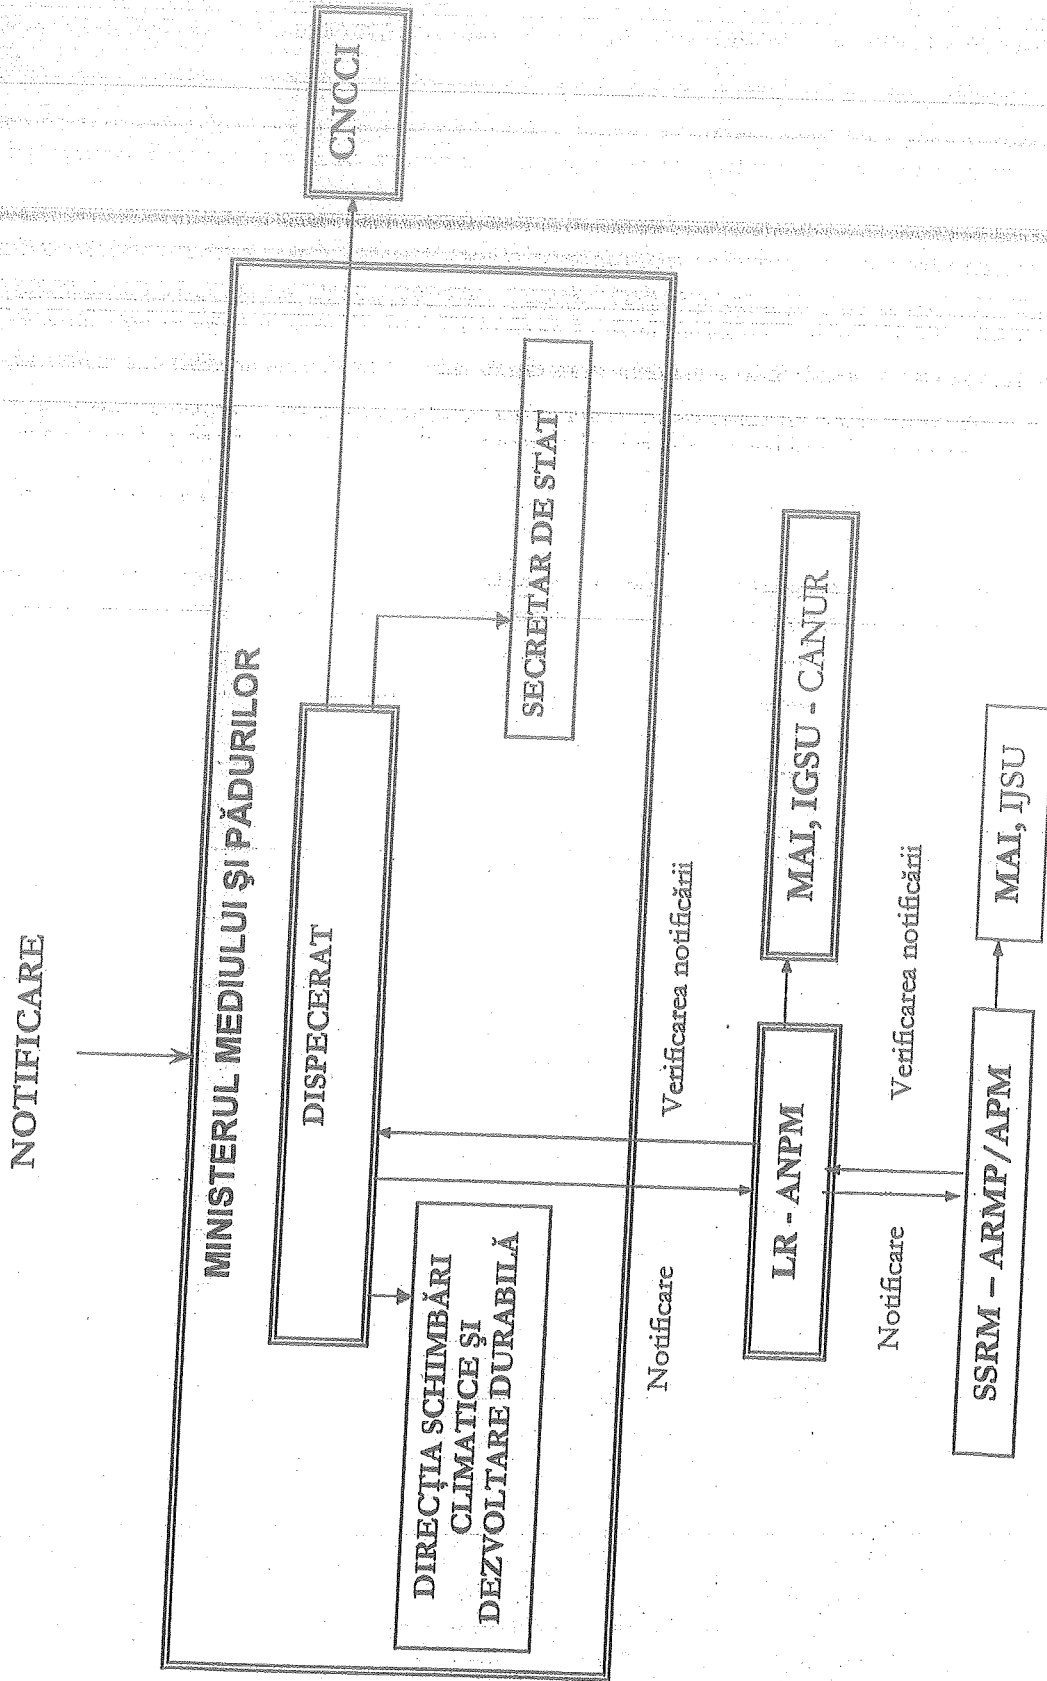 NOTIFICARE
MINISTERUL MEDIULUI ŞI PĂDURILOR
DISPECERAT
CNCCI
DIRECŢIA SCHIMBĂRI
CLIMATICE ŞI
DEZVOLTARE DURABILĂ
SECRETAR DE STAT
Notificare
Verificarea notificării
LR - ANPM
MAI, IGSU - CANUR
Notificare
Verificarea notificării
SSRM – ARMP/APM
MAI, IJSU